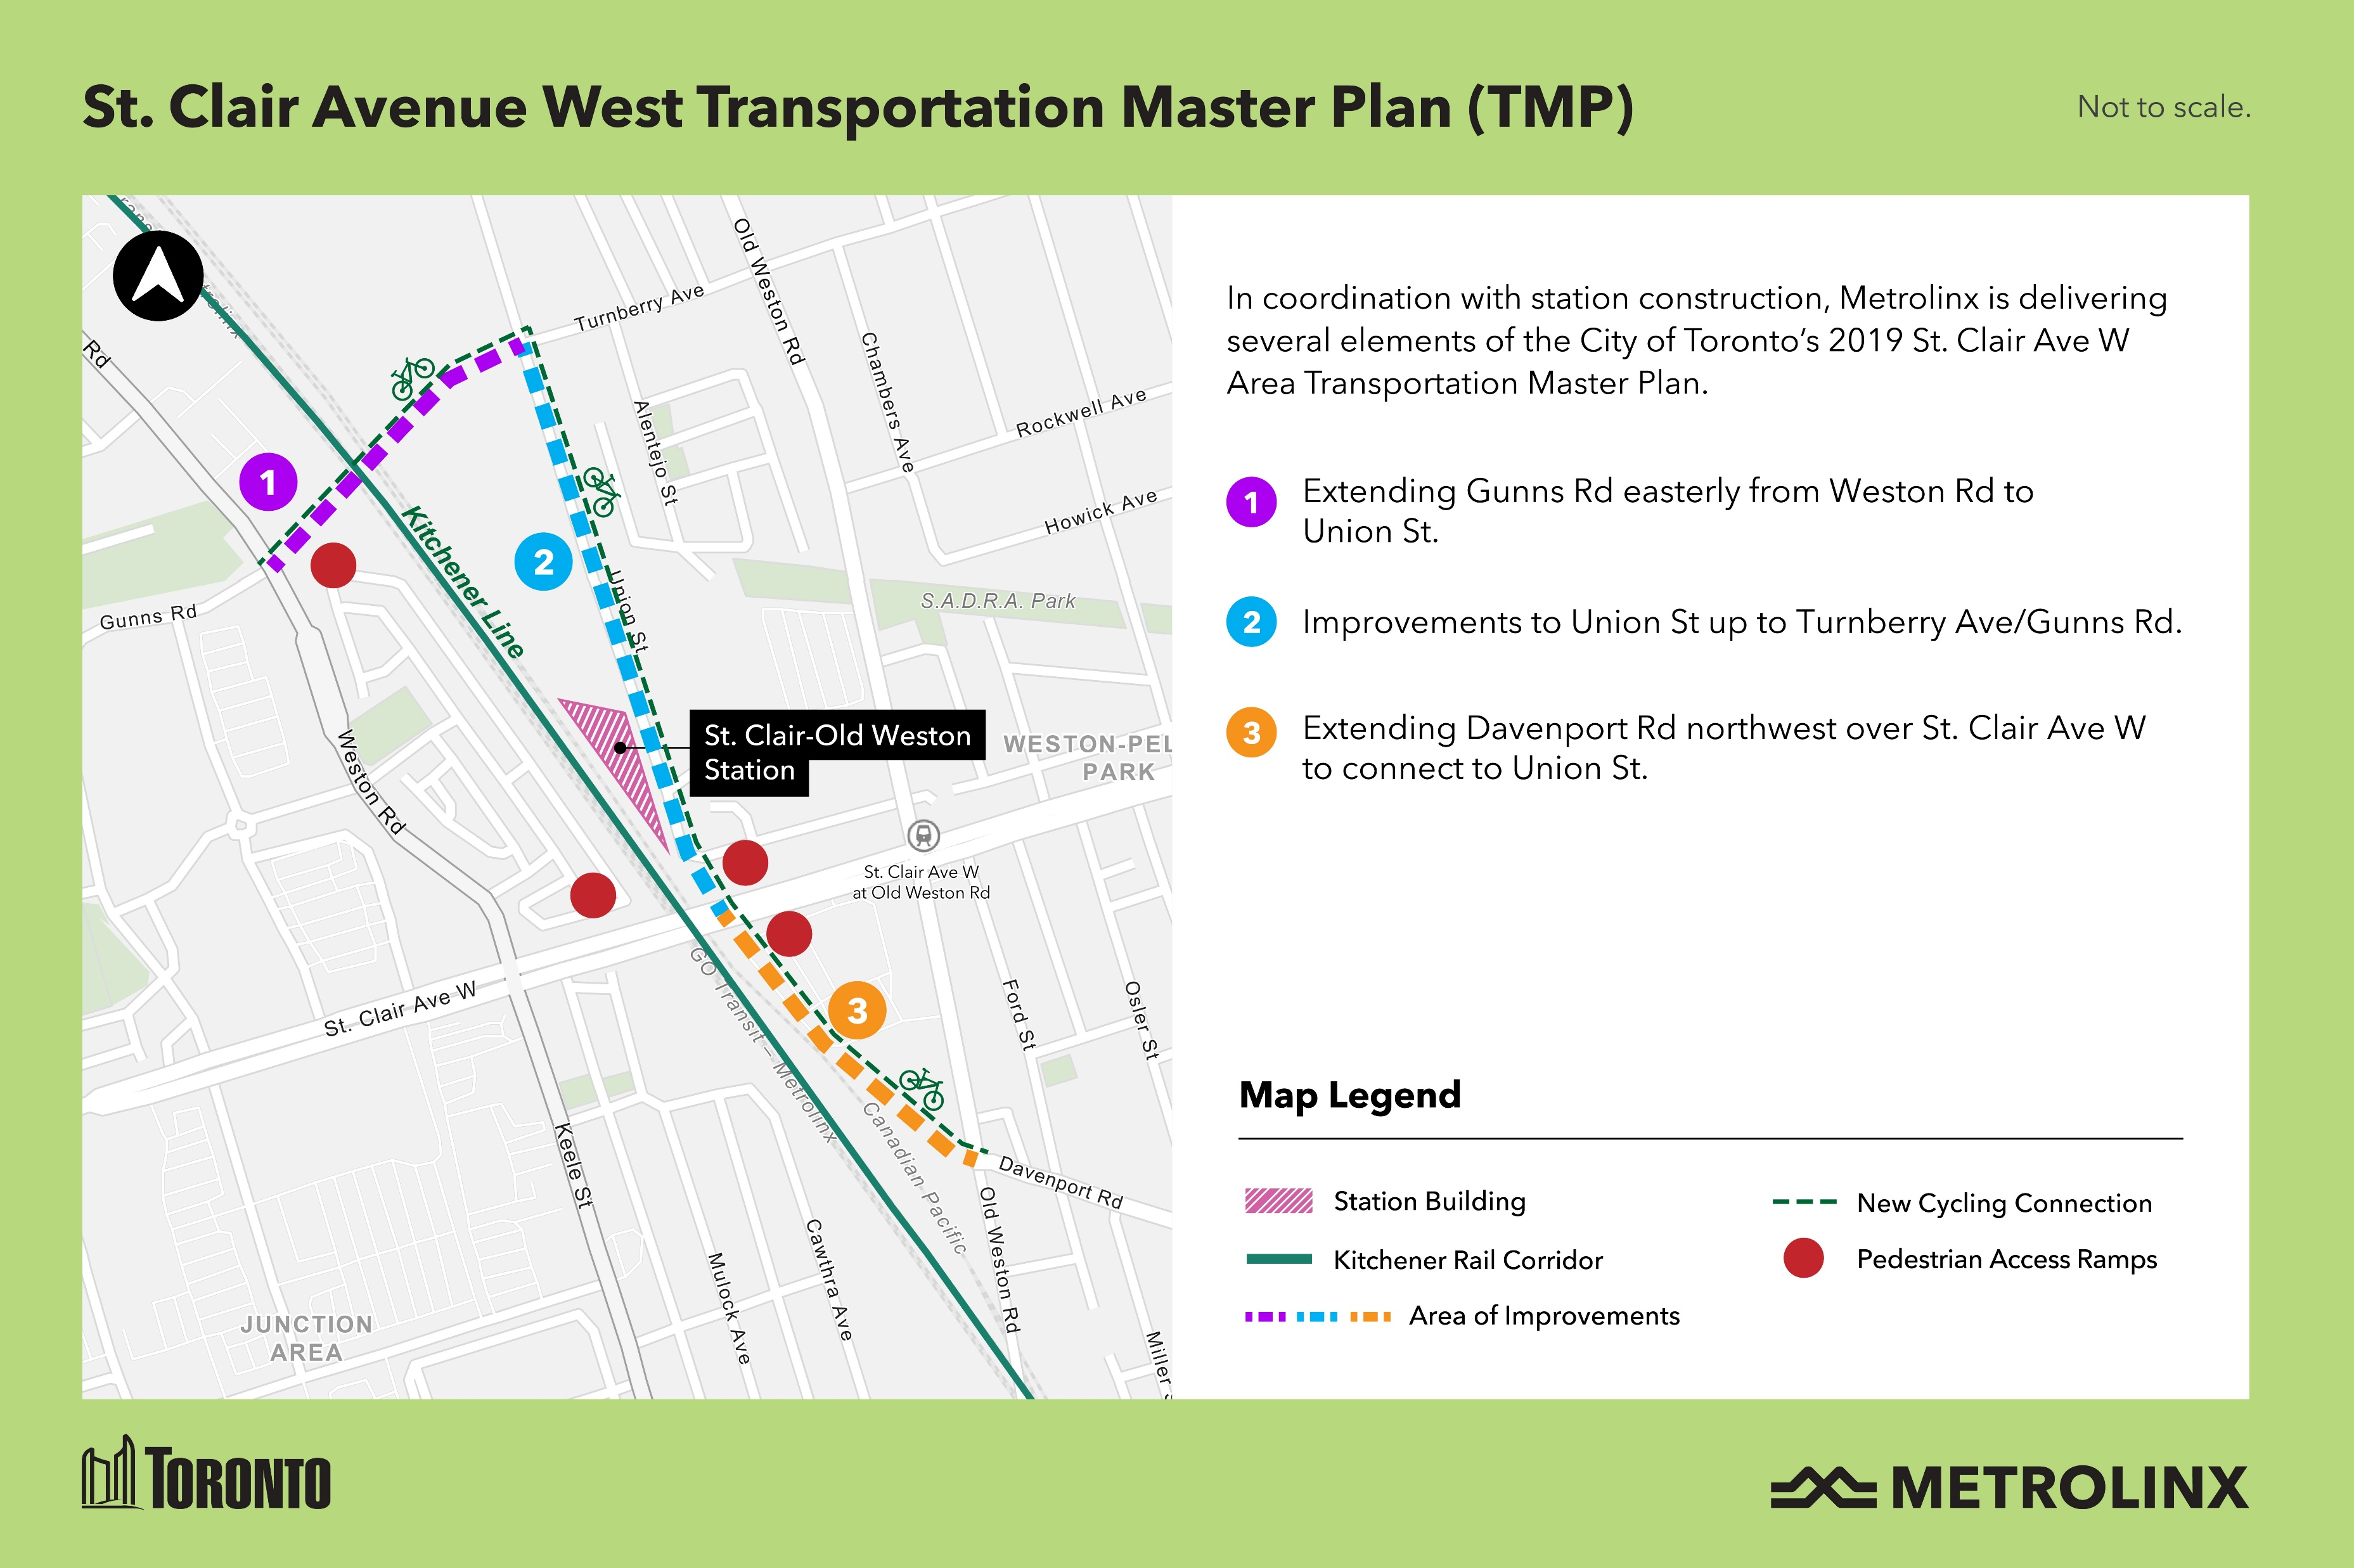 St. Clair Avenue West Transportation Master Plan (TMP)
Not to scale.
Rd
Turnberry Ave
Old Weston Rd
Chambers Ave
Rockwell Ave
Alentejo St
Howick Ave
1
2
Kitchener Line
Union St
S.A.D.R.A. Park
Gunns Rd
Weston Rd
St. Clair-Old Weston
Station
WESTON-PEL
PARK
St. Clair Ave W
at Old Weston Rd
St. Clair Ave W
GO Transit – Metrolinx
3
Ford St
Osler St
Canadian Pacific
Davenport Rd
Keele St
Old Weston Rd
Cawthra Ave
Mulock Ave
Miller
JUNCTION
AREA
In coordination with station construction, Metrolinx is delivering
several elements of the City of Toronto’s 2019 St. Clair Ave W
Area Transportation Master Plan.
1 Extending Gunns Rd easterly from Weston Rd to
Union St.
2 Improvements to Union St up to Turnberry Ave/Gunns Rd.
3 Extending Davenport Rd northwest over St. Clair Ave W
to connect to Union St.
Map Legend
Station Building
New Cycling Connection
Kitchener Rail Corridor
Pedestrian Access Ramps
Area of Improvements
TORONTO
METROLINX